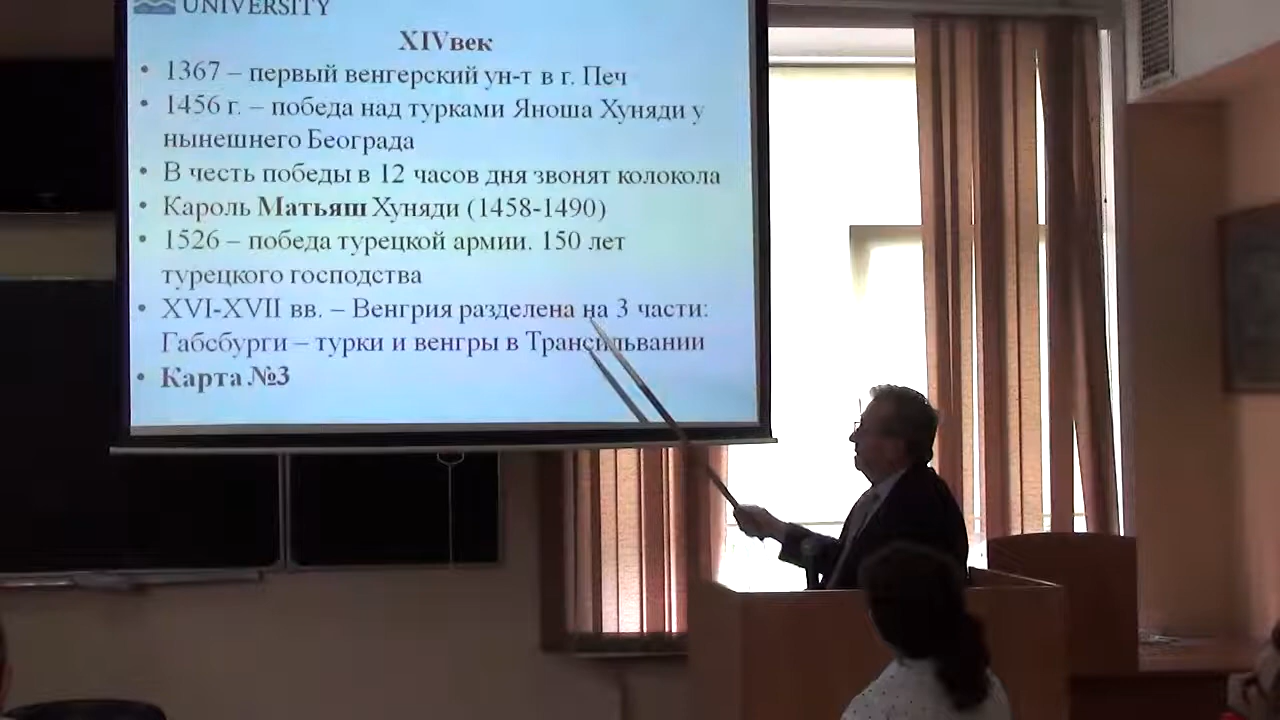 UNIVERSITY
XIVвек
• 1367 – первый венгерский ун-т в г. Печ
• 1456 г. – победа над турками Яноша Хуняди у
нынешнего Београда
• В честь победы в 12 часов дня звонят колокола
• Кароль Матьяш Хуняди (1458-1490)
• 1526 – победа турецкой армии. 150 лет
турецкого господства
• XVI-XVII вв. – Венгрия разделена на 3 части:
Габсбурги – турки и венгры в Трансильвании
• Карта №3